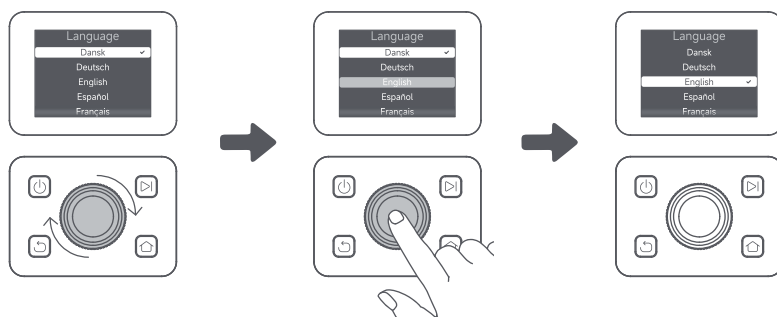 Language
Dansk
Deutsch
English
Español
Français
Language
Dansk
Deutsch
English
Español
Français
Language
Dansk
Deutsch
English
Español
Français